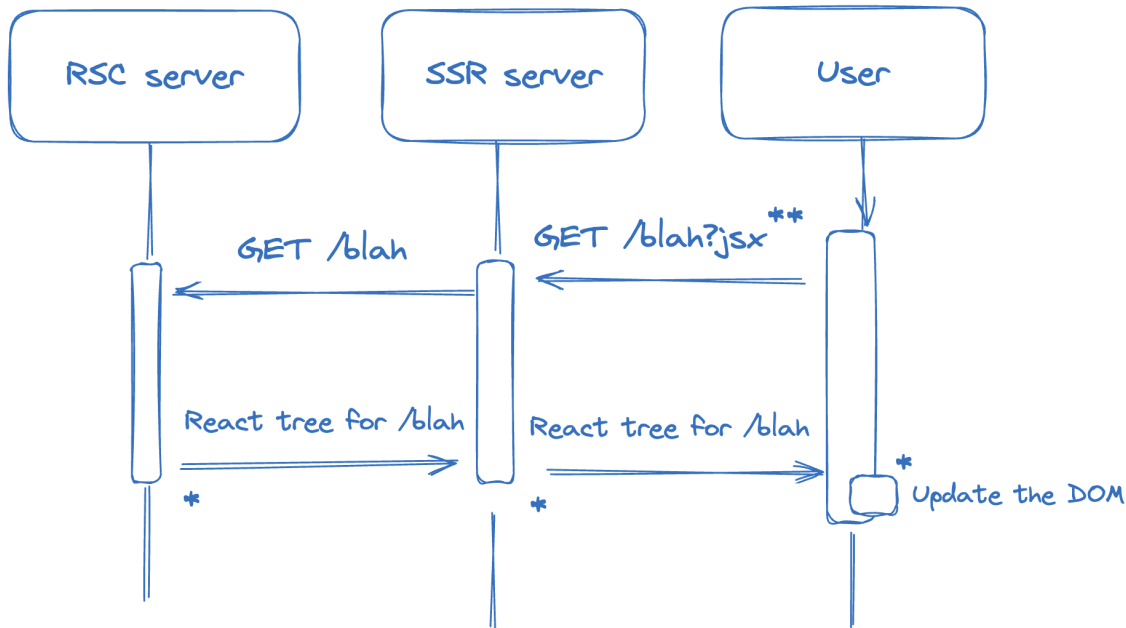 RSC server
SSR server
User
GET /blah
GET /blah?jsx**
React tree for /blah
*
React tree for /blah
*
*
Update the DOM